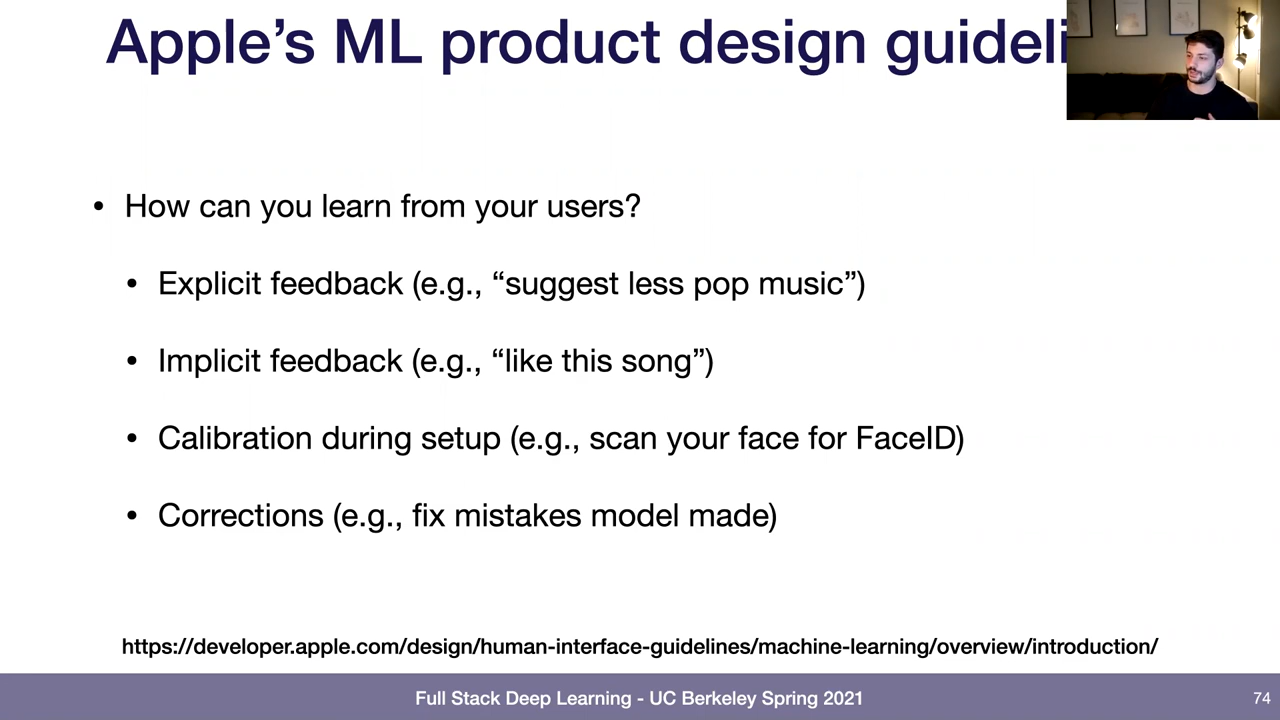 Apple's ML product design guideli
• How can you learn from your users?
• Explicit feedback (e.g., “suggest less pop music”)
• Implicit feedback (e.g., “like this song”)
• Calibration during setup (e.g., scan your face for FaceID)
• Corrections (e.g., fix mistakes model made)
https://developer.apple.com/design/human-interface-guidelines/machine-learning/overview/introduction/
Full Stack Deep Learning - UC Berkeley Spring 2021
74